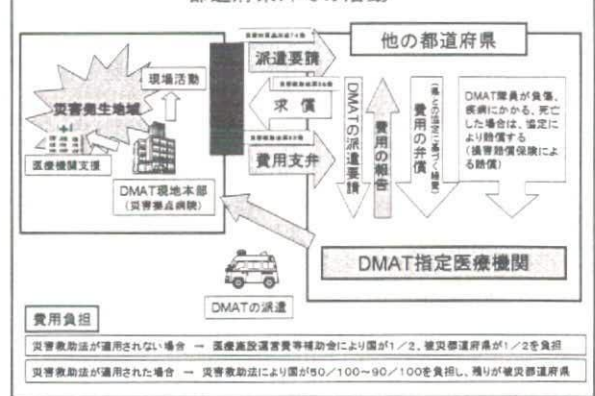 他の都道府県
派遣要請
求償
費用支弁
現場活動
災害発生地域
医療機関支援
DMAT現地本部
(災害拠点病院)
DMATの派遣要請
費用の報告
費用の弁償
DMAT隊員が負傷、
疾病にかかる、死亡
した場合は、協定によ
り賠償する
(損害賠償保険によ
る賠償)
DMAT指定医療機関
DMATの派遣
費用負担
災害救助法が適用されない場合 → 医療施設運営費等補助金により国が1/2、被災都道府県が1/2を負担
災害救助法が適用された場合 → 災害救助法により国が50/100~90/100を負担し、残りが被災都道府県